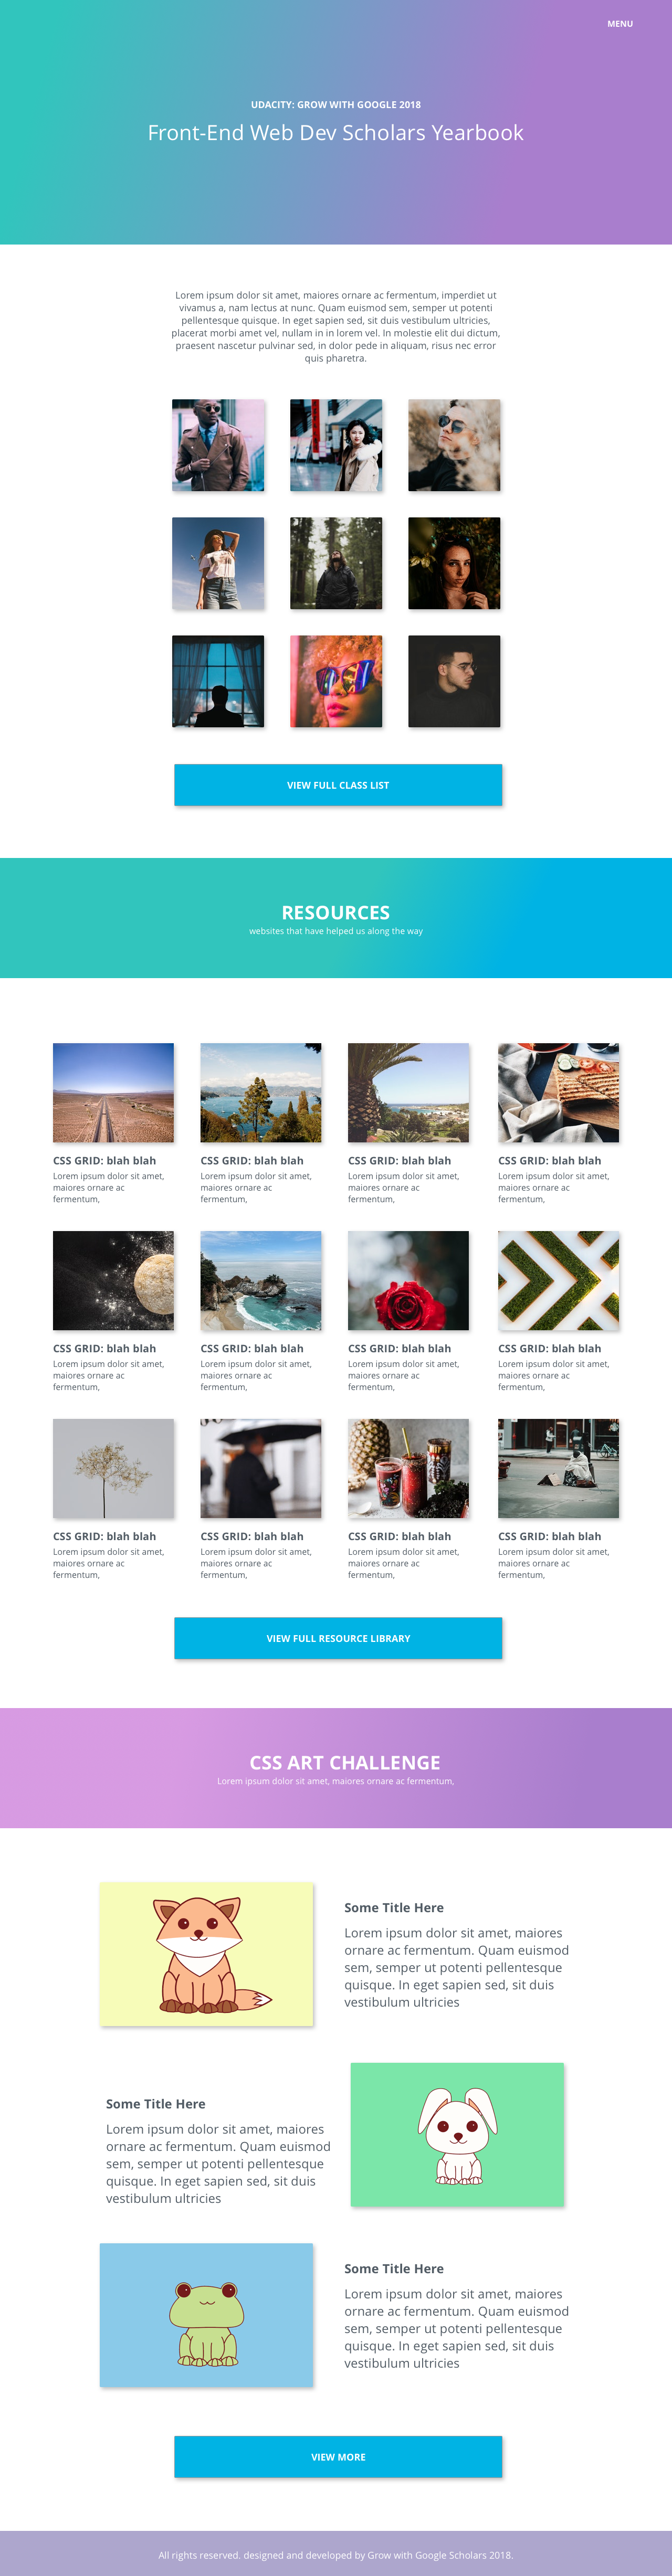 MENU
UDACITY: GROW WITH GOOGLE 2018
Front-End Web Dev Scholars Yearbook
Lorem ipsum dolor sit amet, maiores ornare ac fermentum, imperdiet ut
vivamus a, nam lectus at nunc. Quam euismod sem, semper ut potenti
pellentesque quisque. In eget sapien sed, sit duis vestibulum ultricies,
placerat morbi amet vel, nullam in in lorem vel. In molestie elit dui dictum,
praesent nascetur pulvinar sed, in dolor pede in aliquam, risus nec error
quis pharetra.
VIEW FULL CLASS LIST
RESOURCES
websites that have helped us along the way
CSS GRID: blah blah
Lorem ipsum dolor sit amet,
maiores ornare ac
fermentum,
CSS GRID: blah blah
Lorem ipsum dolor sit amet,
maiores ornare ac
fermentum,
CSS GRID: blah blah
Lorem ipsum dolor sit amet,
maiores ornare ac
fermentum,
CSS GRID: blah blah
Lorem ipsum dolor sit amet,
maiores ornare ac
fermentum,
CSS GRID: blah blah
Lorem ipsum dolor sit amet,
maiores ornare ac
fermentum,
CSS GRID: blah blah
Lorem ipsum dolor sit amet,
maiores ornare ac
fermentum,
CSS GRID: blah blah
Lorem ipsum dolor sit amet,
maiores ornare ac
fermentum,
CSS GRID: blah blah
Lorem ipsum dolor sit amet,
maiores ornare ac
fermentum,
CSS GRID: blah blah
Lorem ipsum dolor sit amet,
maiores ornare ac
fermentum,
CSS GRID: blah blah
Lorem ipsum dolor sit amet,
maiores ornare ac
fermentum,
CSS GRID: blah blah
Lorem ipsum dolor sit amet,
maiores ornare ac
fermentum,
CSS GRID: blah blah
Lorem ipsum dolor sit amet,
maiores ornare ac
fermentum,
VIEW FULL RESOURCE LIBRARY
CSS ART CHALLENGE
Lorem ipsum dolor sit amet, maiores ornare ac fermentum,
Some Title Here
Lorem ipsum dolor sit amet, maiores
ornare ac fermentum. Quam euismod
sem, semper ut potenti pellentesque
quisque. In eget sapien sed, sit duis
vestibulum ultricies
Some Title Here
Lorem ipsum dolor sit amet, maiores
ornare ac fermentum. Quam euismod
sem, semper ut potenti pellentesque
quisque. In eget sapien sed, sit duis
vestibulum ultricies
Some Title Here
Lorem ipsum dolor sit amet, maiores
ornare ac fermentum. Quam euismod
sem, semper ut potenti pellentesque
quisque. In eget sapien sed, sit duis
vestibulum ultricies
VIEW MORE
All rights reserved. designed and developed by Grow with Google Scholars 2018.